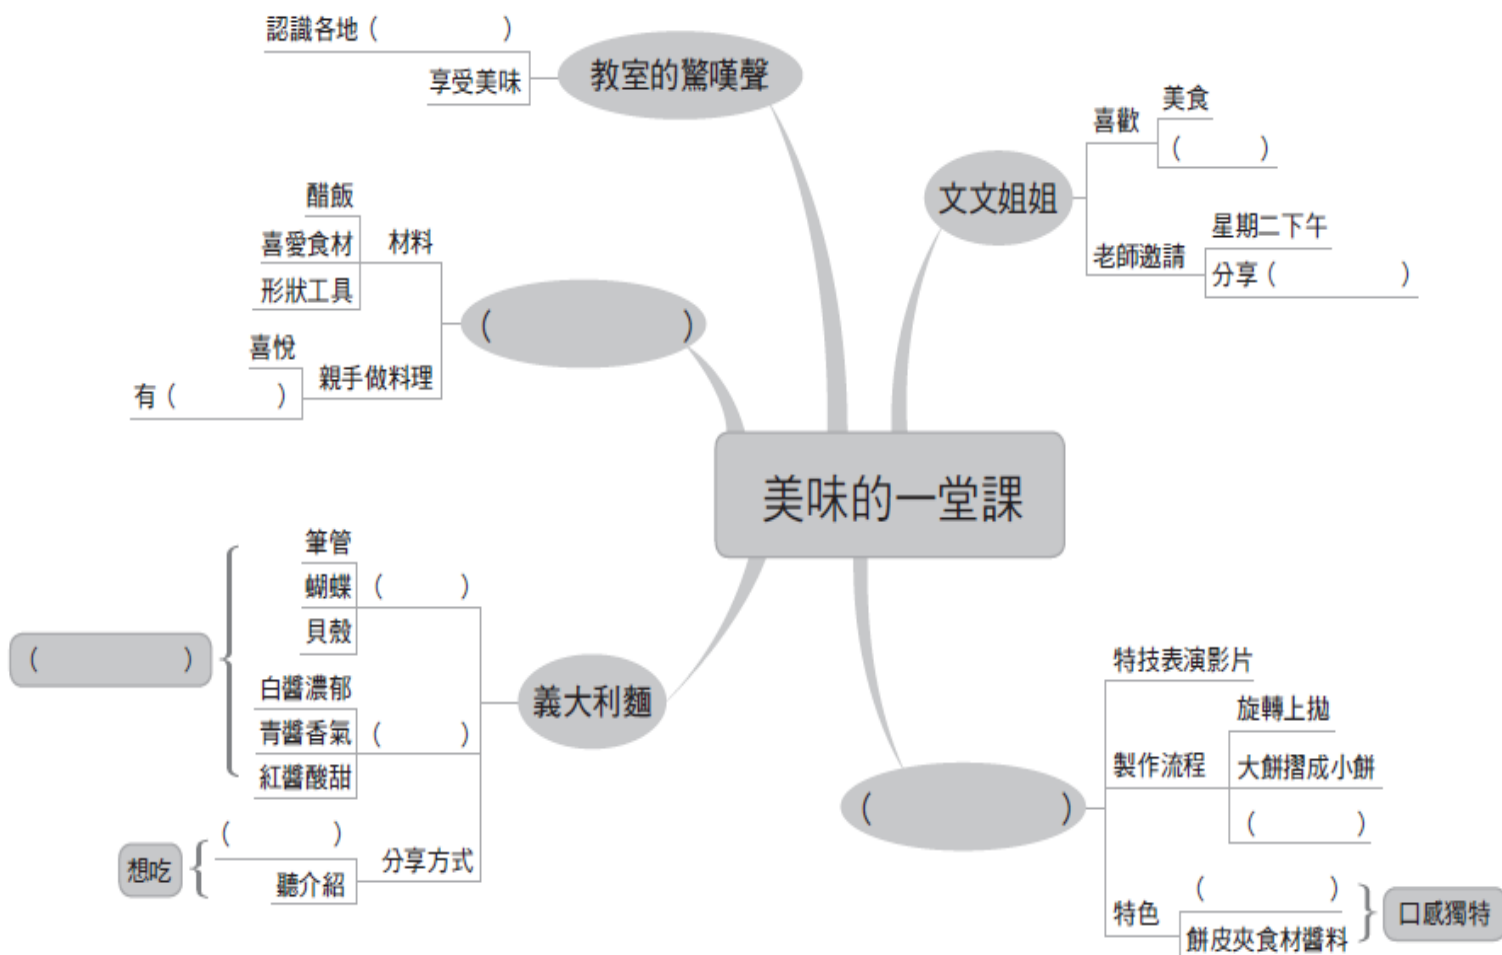 美味的一堂課
文文姐姐
喜歡
美食
(　　　)
老師邀請
星期二下午
分享(　　　　　)
(　　　　　　　)
特技表演影片
製作流程
旋轉上拋
大餅摺成小餅
(　　　　)
特色
(　　　　　)
餅皮夾食材醬料
口感獨特
義大利麵
(　　　)
筆管
蝴蝶
貝殼
(　　　)
白醬濃郁
青醬香氣
紅醬酸甜
(　　　　　　)
分享方式
(　　　　)
聽介紹
想吃
(　　　　　　　)
材料
醋飯
喜愛食材
形狀工具
親手做料理
喜悅
有(　　　　)
教室的驚嘆聲
認識各地(　　　　　)
享受美味